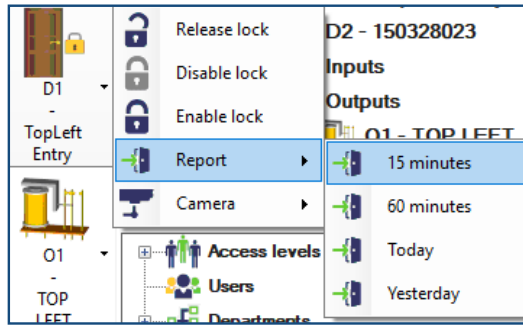 D1
-
TopLeft
Entry
O1
-
TOP
LEFT
Release lock
Disable lock
Enable lock
Report
Camera
Access levels
Users
Departments
D2 - 150328023
Inputs
Outputs
O1 - TOP LEFT
15 minutes
60 minutes
Today
Yesterday